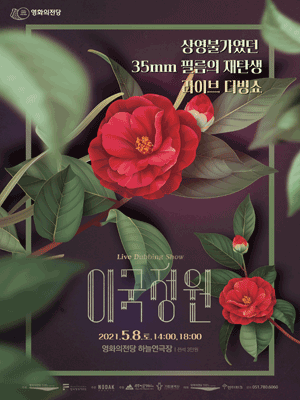 영화의전당
상영불가였던
35mm 필름의 재탄생
라이브 더빙쇼
Live Dubbing Show
이국정원
2021.5.8.토. 14:00, 18:00
영화의전당 하늘연극장